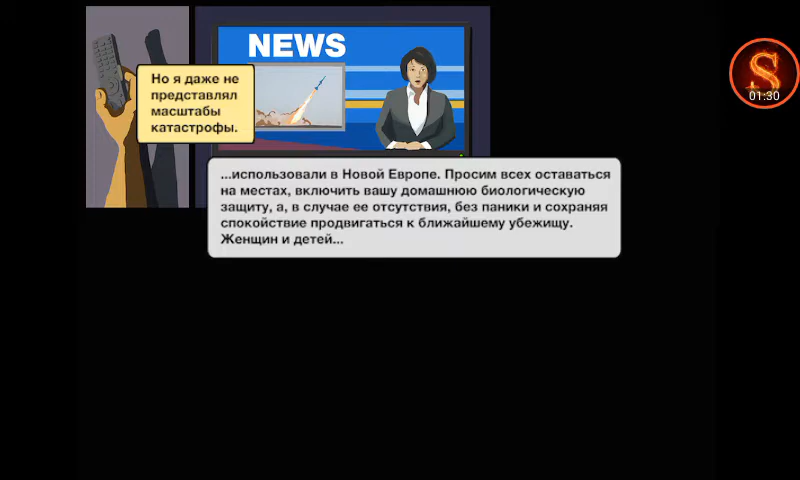 NEWS
Но я даже не
представлял
масштабы
катастрофы.
...использовали в Новой Европе. Просим всех оставаться
на местах, включить вашу домашнюю биологическую
защиту, а, в случае ее отсутствия, без паники и сохраняя
спокойствие продвигаться к ближайшему убежищу.
Женщин и детей...
S
01:30